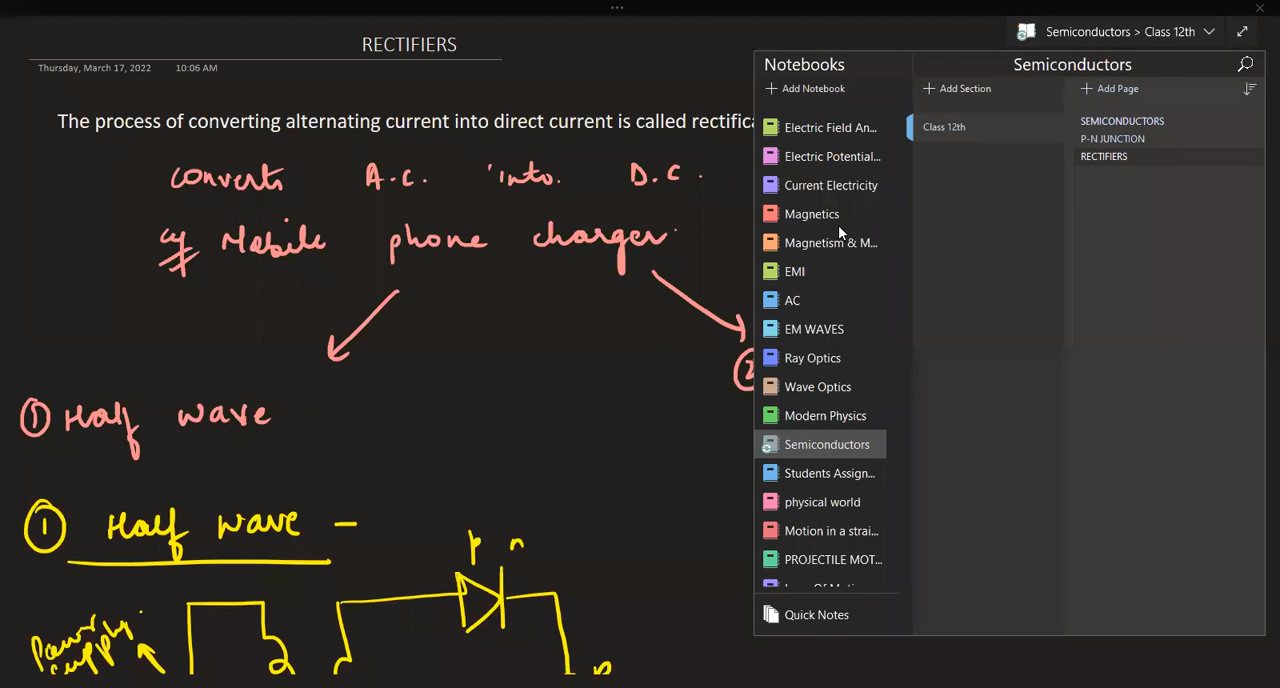 RECTIFIERS
Thursday, March 17, 2022 10:06 AM
The process of converting alternating current into direct current is called rectifica
converts A.C. into D.C.
eg Mobile phone charger
① Half wave
②
① Half wave -
p n
Power supply
Semiconductors > Class 12th
Notebooks
+ Add Notebook
Electric Field An...
Electric Potential...
Current Electricity
Magnetics
Magnetism & M...
EMI
AC
EM WAVES
Ray Optics
Wave Optics
Modern Physics
Semiconductors
Students Assign...
physical world
Motion in a strai...
PROJECTILE MOT...
Quick Notes
Semiconductors
+ Add Section
Class 12th
+ Add Page
SEMICONDUCTORS
P-N JUNCTION
RECTIFIERS